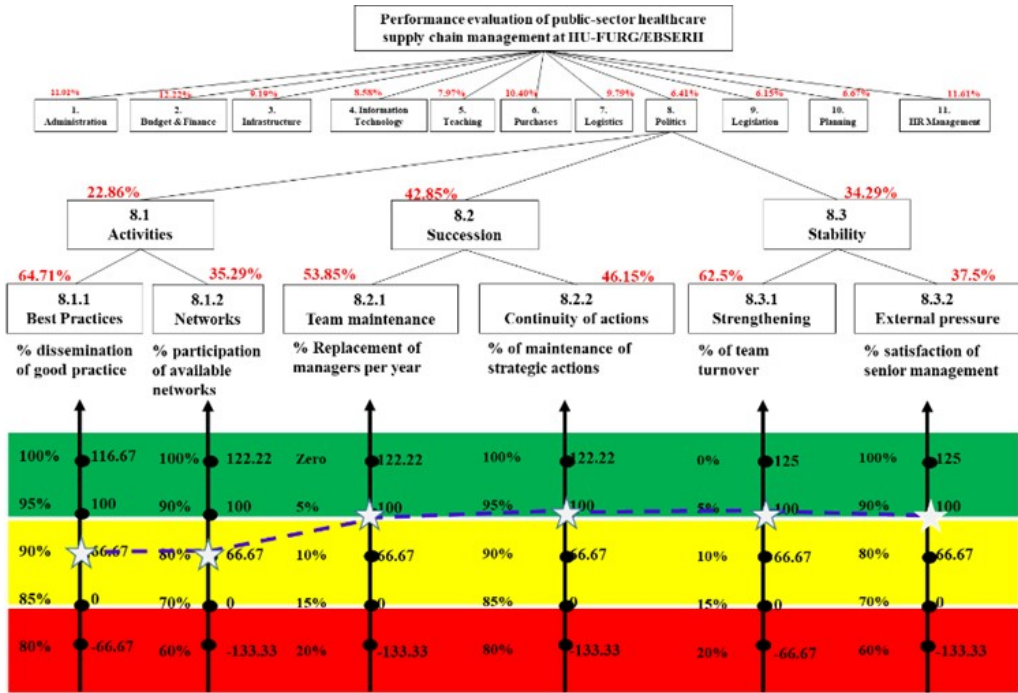 Performance evaluation of public-sector healthcare
supply chain management at HU-FURG/EBSERH
11.02%
12.22%
9.19%
8.58%
7.97%
10.40%
9.79%
6.41%
6.15%
6.67%
11.61%
1.
Administration
2.
Budget & Finance
3.
Infrastructure
4. Information
Technology
5.
Teaching
6.
Purchases
7.
Logistics
8.
Politics
9.
Legislation
10.
Planning
11.
HR Management
22.86%
42.85%
34.29%
8.1
Activities
8.2
Succession
8.3
Stability
64.71%
35.29%
53.85%
46.15%
62.5%
37.5%
8.1.1
Best Practices
8.1.2
Networks
8.2.1
Team maintenance
8.2.2
Continuity of actions
8.3.1
Strengthening
8.3.2
External pressure
% dissemination
of good practice
% participation
of available
networks
% Replacement of
managers per year
% of maintenance of
strategic actions
% of team
turnover
% satisfaction of
senior management
100% 116.67 100% 122.22 Zero 122.22 100% 122.22 0% 125 100% 125
95% 100 90% 100 5% 100 95% 100 5% 100 90% 100
90% 66.67 80% 66.67 10% 66.67 90% 66.67 10% 66.67 80% 66.67
85% 0 70% 0 15% 0 85% 0 15% 0 70% 0
80% -66.67 60% -133.33 20% -133.33 80% -133.33 20% -66.67 60% -133.33